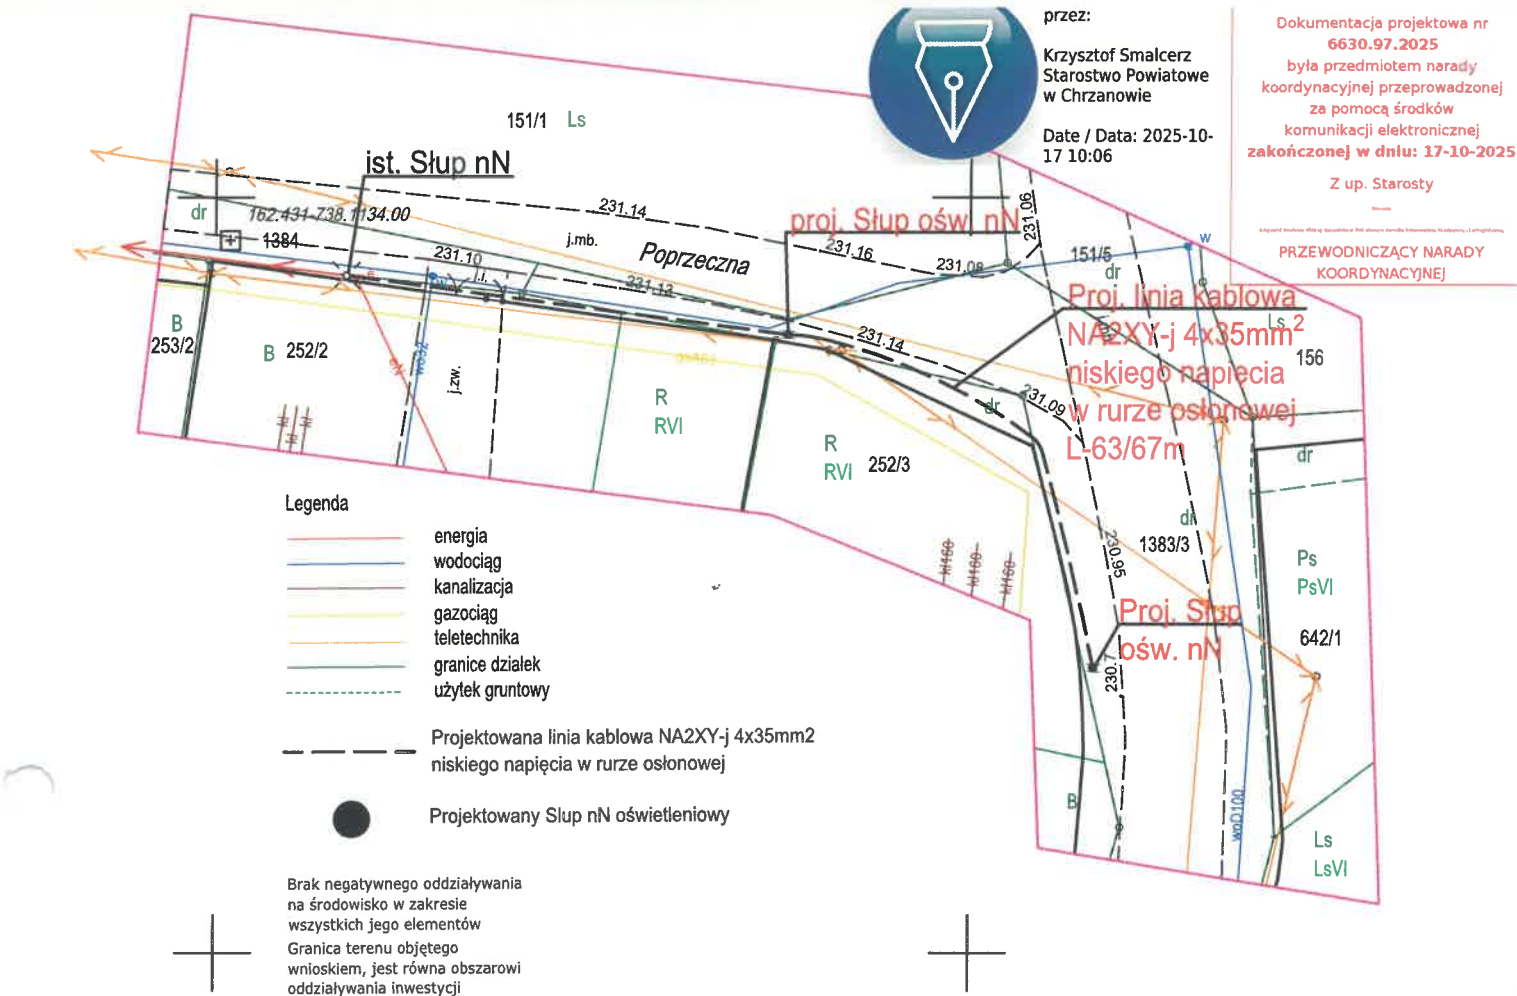 przez:
Krzysztof Smalcerz
Starostwo Powiatowe
w Chrzanowie
Date / Data: 2025-10-
17 10:06
Dokumentacja projektowa nr
6630.97.2025
była przedmiotem narady
koordynacyjnej przeprowadzonej
za pomocą środków
komunikacji elektronicznej
zakończonej w dniu: 17-10-2025
Z up. Starosty
PRZEWODNICZĄCY NARADY
KOORDYNACYJNEJ
151/1 Ls
ist. Słup nN
dr
162.431-738.1134.00
1384
231.14
j.mb.
Poprzeczna
231.10
j.i.
231.13
proj. Słup ośw. nN
231.16
231.08
231.06
151/5
dr
w
Proj. linia kablowa
NA2XY-j 4x35mm2
niskiego napięcia
w rurze osłonowej
L-63/67m
Ls
156
231.14
231.09
dr
B
253/2
B 252/2
eN
wo32
j.zw.
R
RVI
R
RVI 252/3
dr
dr
1383/3
230.95
Ps
PsVI
642/1
Proj. Słup
ośw. nN
230.7
kl160
kl160
kl160
B
woD100
Ls
LsVI
Legenda
energia
wodociąg
kanalizacja
gazociąg
teletechnika
granice działek
użytek gruntowy
Projektowana linia kablowa NA2XY-j 4x35mm2
niskiego napięcia w rurze osłonowej
Projektowany Slup nN oświetleniowy
Brak negatywnego oddziaływania
na środowisko w zakresie
wszystkich jego elementów
Granica terenu objętego
wnioskiem, jest równa obszarowi
oddziaływania inwestycji